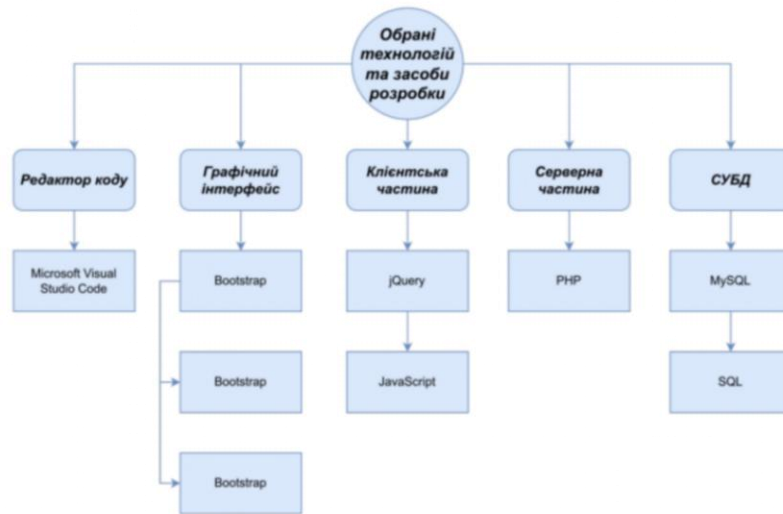 Обрані
технологій
та засоби
розробки
Редактор коду
Графічний
інтерфейс
Клієнтська
частина
Серверна
частина
СУБД
Microsoft Visual
Studio Code
Bootstrap
jQuery
PHP
MySQL
Bootstrap
JavaScript
SQL
Bootstrap